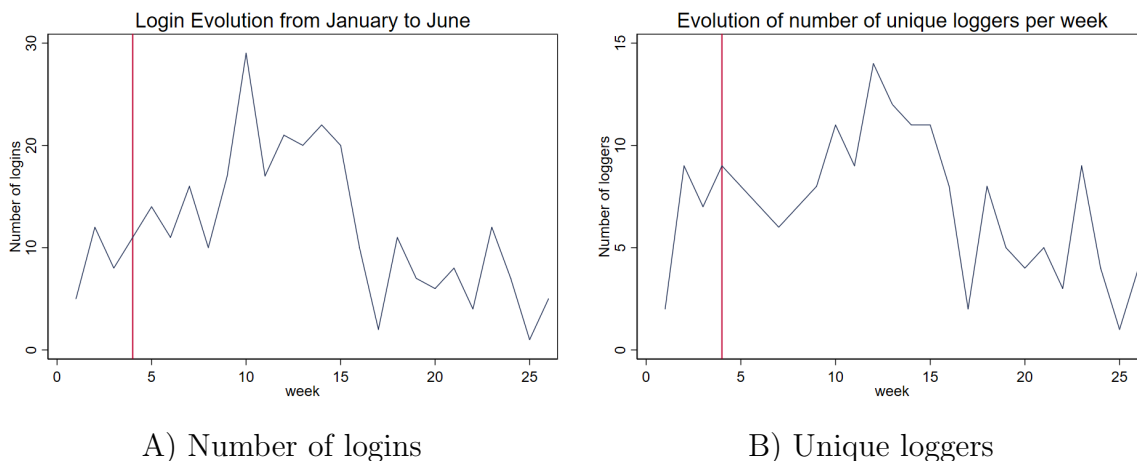 Login Evolution from January to June
Number of logins
30
20
10
0
0 5 10 15 20 25
week
A) Number of logins
Evolution of number of unique loggers per week
Number of loggers
15
10
5
0
0 5 10 15 20 25
week
B) Unique loggers